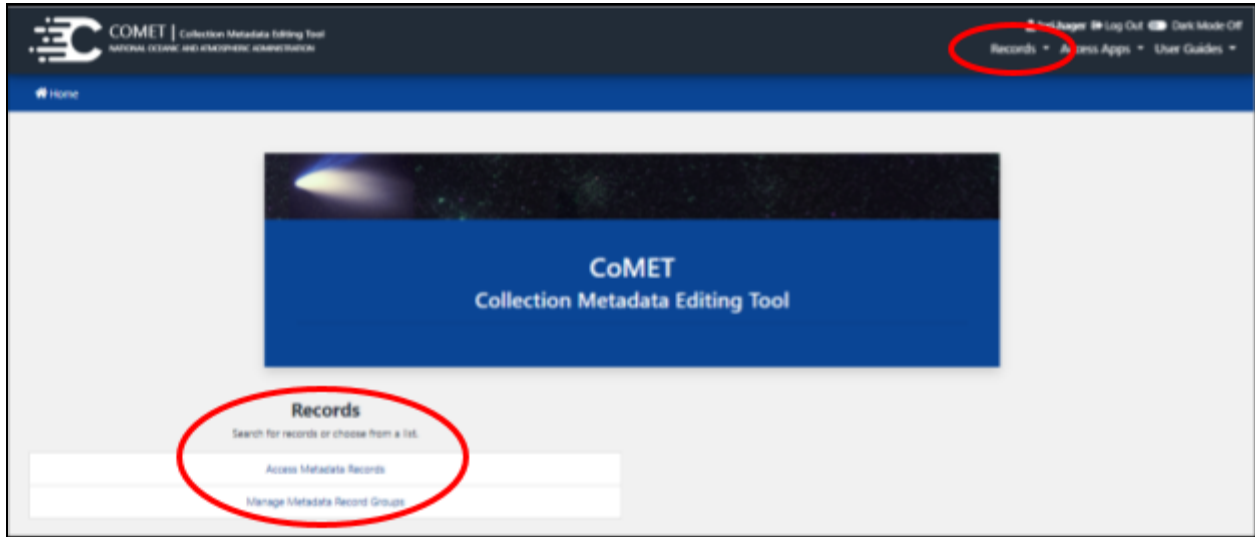 COMET | Collection Metadata Editing Tool
NATIONAL OCEANIC AND ATMOSPHERIC ADMINISTRATION
Log Out Dark Mode Off
Records Access Apps User Guides
Home
CoMET
Collection Metadata Editing Tool
Records
Search for records or choose from a list.
Access Metadata Records
Manage Metadata Record Groups